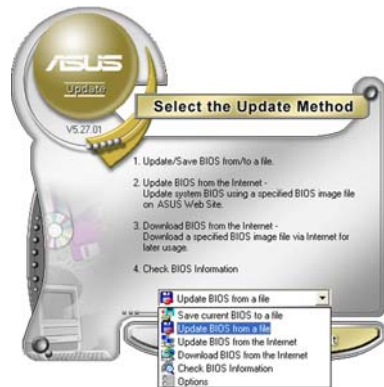 ASUS
Update
V5.27.01
Select the Update Method
1. Update/Save BIOS from/to a file.
2. Update BIOS from the Internet -
Update system BIOS using a specified BIOS image file
on ASUS Web Site.
3. Download BIOS from the Internet -
Download a specified BIOS image file via Internet for
later usage.
4. Check BIOS Information
Update BIOS from a file
Save current BIOS to a file
Update BIOS from a file
Update BIOS from the Internet
Download BIOS from the Internet
Check BIOS Information
Options